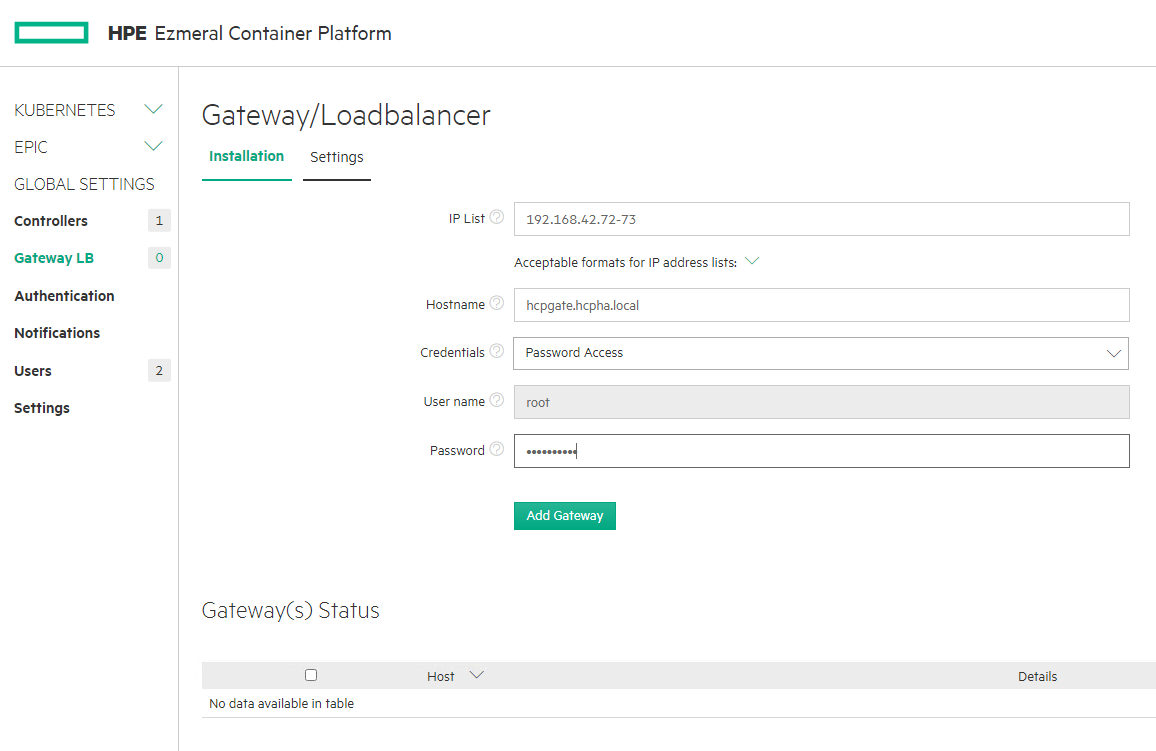 HPE Ezmeral Container Platform
KUBERNETES
EPIC
GLOBAL SETTINGS
Controllers 1
Gateway LB 0
Authentication
Notifications
Users 2
Settings
Gateway/Loadbalancer
Installation Settings
IP List ? 192.168.42.72-73
Acceptable formats for IP address lists:
Hostname ? hcpgate.hcpha.local
Credentials ? Password Access
User name ? root
Password ? ••••••••••
Add Gateway
Gateway(s) Status
Host Details
No data available in table